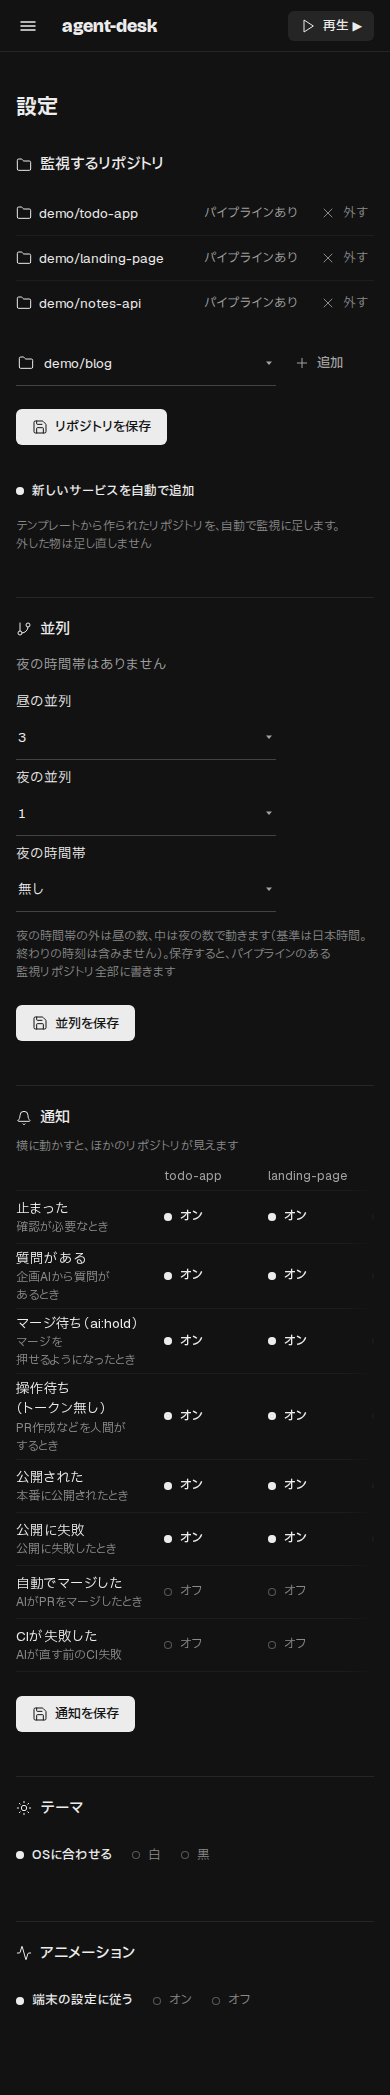 agent-desk
再生 ▶
設定
監視するリポジトリ
demo/todo-app パイプラインあり 外す
demo/landing-page パイプラインあり 外す
demo/notes-api パイプラインあり 外す
demo/blog 追加
リポジトリを保存
新しいサービスを自動で追加
テンプレートから作られたリポジトリを、自動で監視に足します。
外した物は足し直しません
並列
夜の時間帯はありません
昼の並列
3
夜の並列
1
夜の時間帯
無し
夜の時間帯の外は昼の数、中は夜の数で動きます(基準は日本時間。
終わりの時刻は含みません)。保存すると、パイプラインのある
監視リポジトリ全部に書きます
並列を保存
通知
横に動かすと、ほかのリポジトリが見えます
todo-app landing-page
止まった
確認が必要なとき
オン オン
質問がある
企画AIから質問が
あるとき
オン オン
マージ待ち(ai:hold)
マージを
押せるようになったとき
オン オン
操作待ち
(トークン無し)
PR作成などを人間が
するとき
オン オン
公開された
本番に公開されたとき
オン オン
公開に失敗
公開に失敗したとき
オン オン
自動でマージした
AIがPRをマージしたとき
オフ オフ
CIが失敗した
AIが直す前のCI失敗
オフ オフ
通知を保存
テーマ
OSに合わせる 白 黒
アニメーション
端末の設定に従う オン オフ